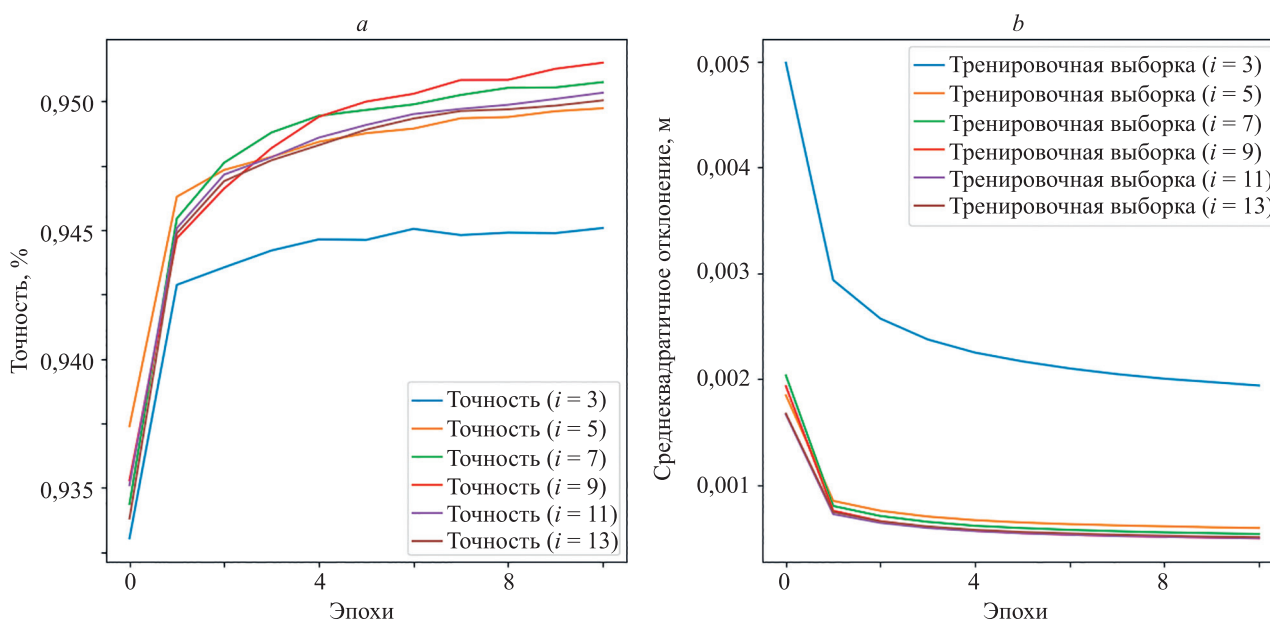 a
Точность, %
0,950
0,945
0,940
0,935
Точность (i = 3)
Точность (i = 5)
Точность (i = 7)
Точность (i = 9)
Точность (i = 11)
Точность (i = 13)
0
4
8
Эпохи
b
Среднеквадратичное отклонение, м
0,005
0,004
0,003
0,002
0,001
Тренировочная выборка (i = 3)
Тренировочная выборка (i = 5)
Тренировочная выборка (i = 7)
Тренировочная выборка (i = 9)
Тренировочная выборка (i = 11)
Тренировочная выборка (i = 13)
0
4
8
Эпохи